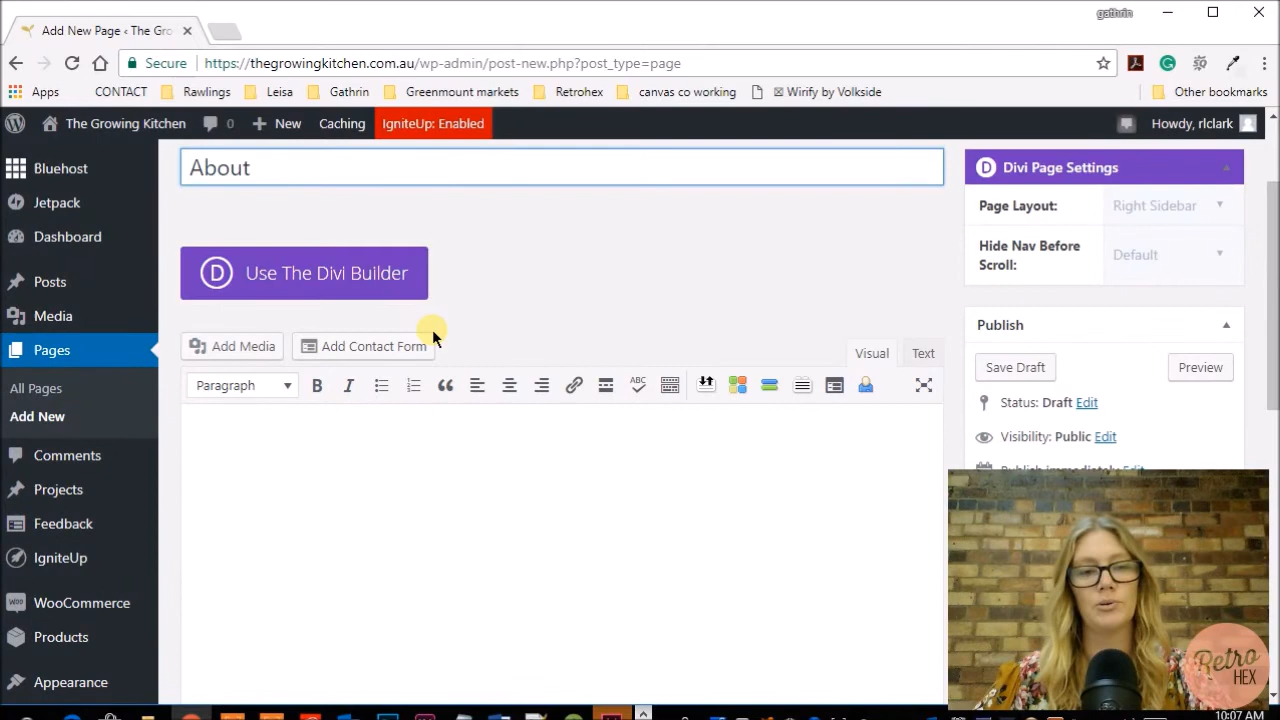 gathrin
Add New Page ‹ The Gro
Secure https://thegrowingkitchen.com.au/wp-admin/post-new.php?post_type=page
Apps CONTACT Rawlings Leisa Gathrin Greenmount markets Retrohex canvas co working Wirify by Volkside Other bookmarks
The Growing Kitchen 0 New Caching IgniteUp: Enabled Howdy, rlclark
Bluehost
Jetpack
Dashboard
Posts
Media
Pages
All Pages
Add New
Comments
Projects
Feedback
IgniteUp
WooCommerce
Products
Appearance
About
D Use The Divi Builder
Add Media Add Contact Form
Visual Text
Paragraph B I ABC
D Divi Page Settings
Page Layout: Right Sidebar
Hide Nav Before
Scroll:
Default
Publish
Save Draft Preview
Status: Draft Edit
Visibility: Public Edit
Publish immediately Edit
Retro
HEX
10:07 AM